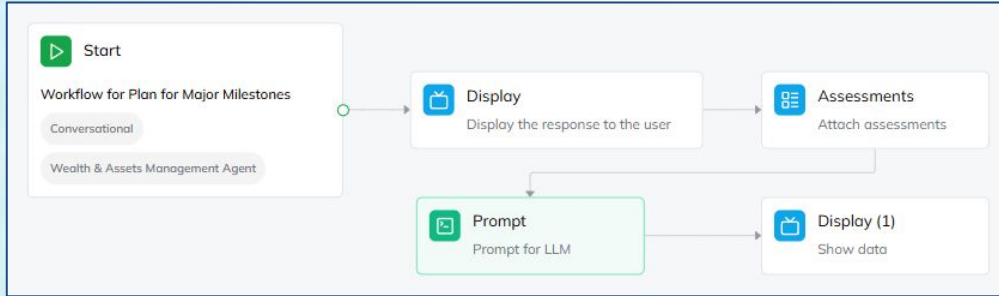 Start
Workflow for Plan for Major Milestones
Conversational
Wealth & Assets Management Agent
Display
Display the response to the user
Assessments
Attach assessments
Prompt
Prompt for LLM
Display (1)
Show data